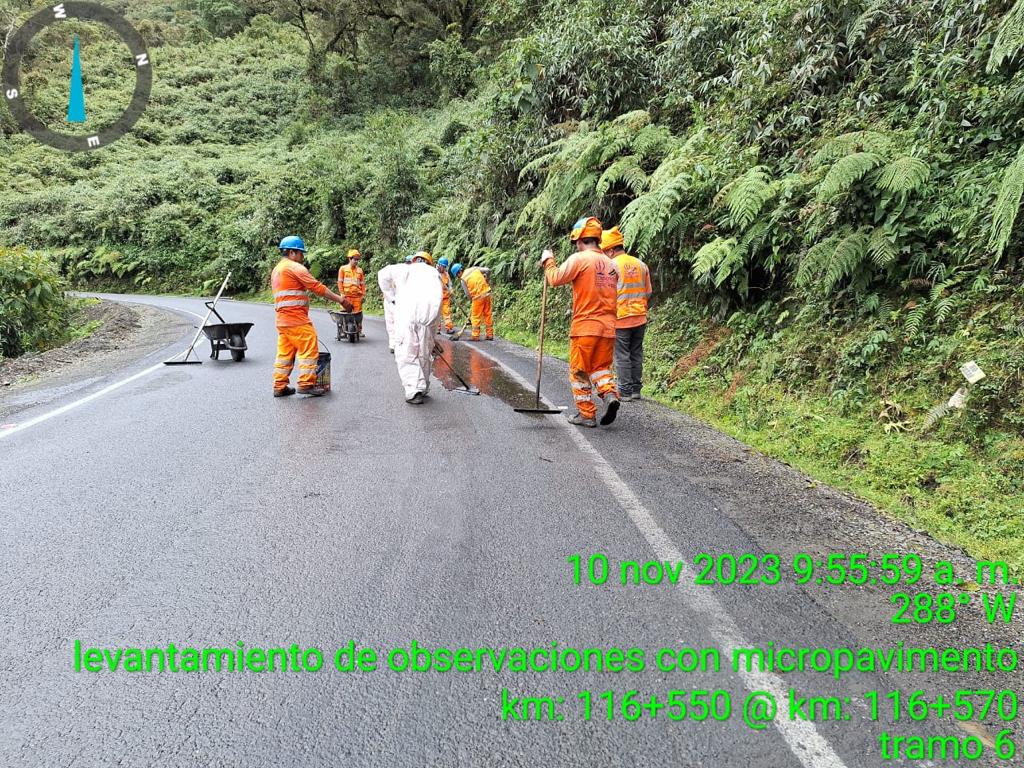 W
N
S
E
10 nov 2023 9:55:59 a. m.
288° W
levantamiento de observaciones con micropavimento
km: 116+550 @ km: 116+570
tramo 6